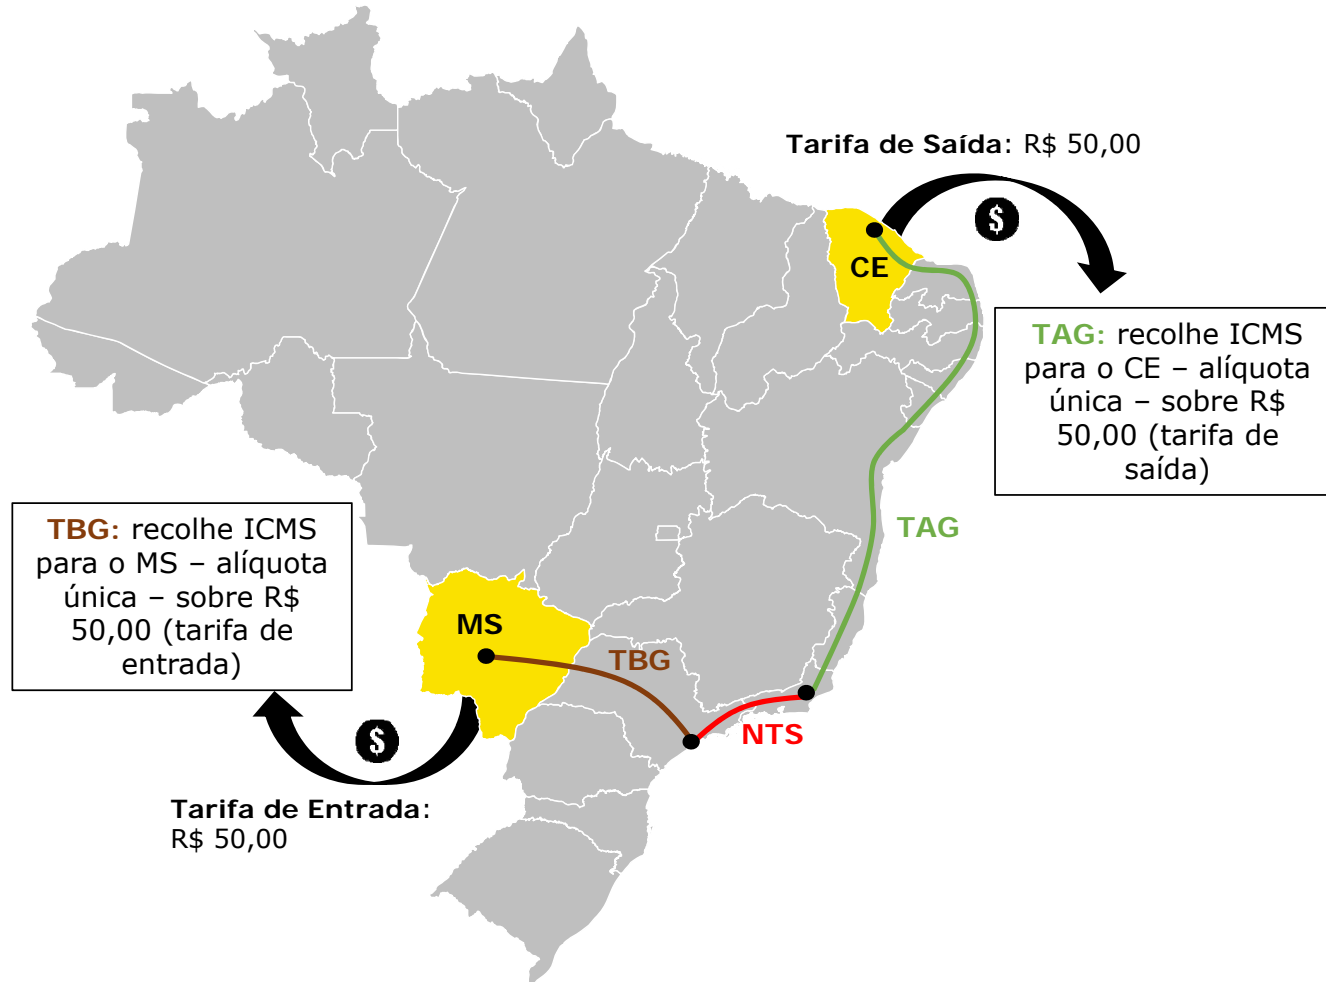 Tarifa de Saída: R$ 50,00
$
CE
TAG: recolhe ICMS
para o CE – alíquota
única – sobre R$
50,00 (tarifa de
saída)
TAG
TBG: recolhe ICMS
para o MS – alíquota
única – sobre R$
50,00 (tarifa de
entrada)
MS
TBG
NTS
$
Tarifa de Entrada:
R$ 50,00